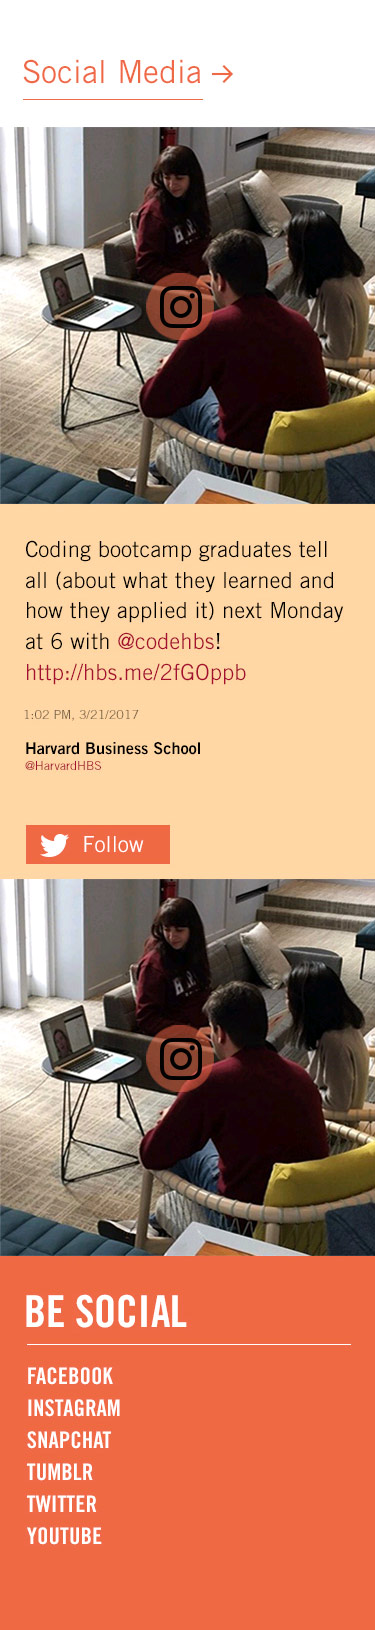 Social Media →
Coding bootcamp graduates tell
all (about what they learned and
how they applied it) next Monday
at 6 with @codehbs!
http://hbs.me/2fGOppb
1:02 PM, 3/21/2017
Harvard Business School
@HarvardHBS
Follow
BE SOCIAL
FACEBOOK
INSTAGRAM
SNAPCHAT
TUMBLR
TWITTER
YOUTUBE